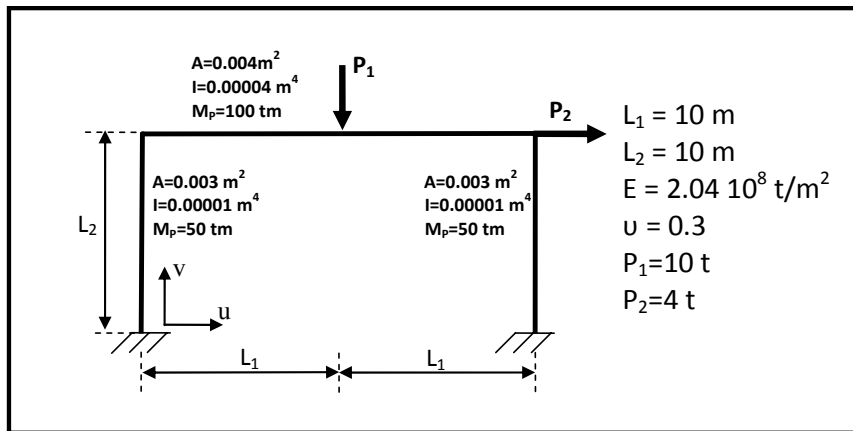 A=0.004m²
I=0.00004 m⁴
Mₚ=100 tm
P₁
P₂
A=0.003 m²
I=0.00001 m⁴
Mₚ=50 tm
A=0.003 m²
I=0.00001 m⁴
Mₚ=50 tm
L₂
v
u
L₁
L₁
L₁ = 10 m
L₂ = 10 m
E = 2.04 10⁸ t/m²
υ = 0.3
P₁=10 t
P₂=4 t